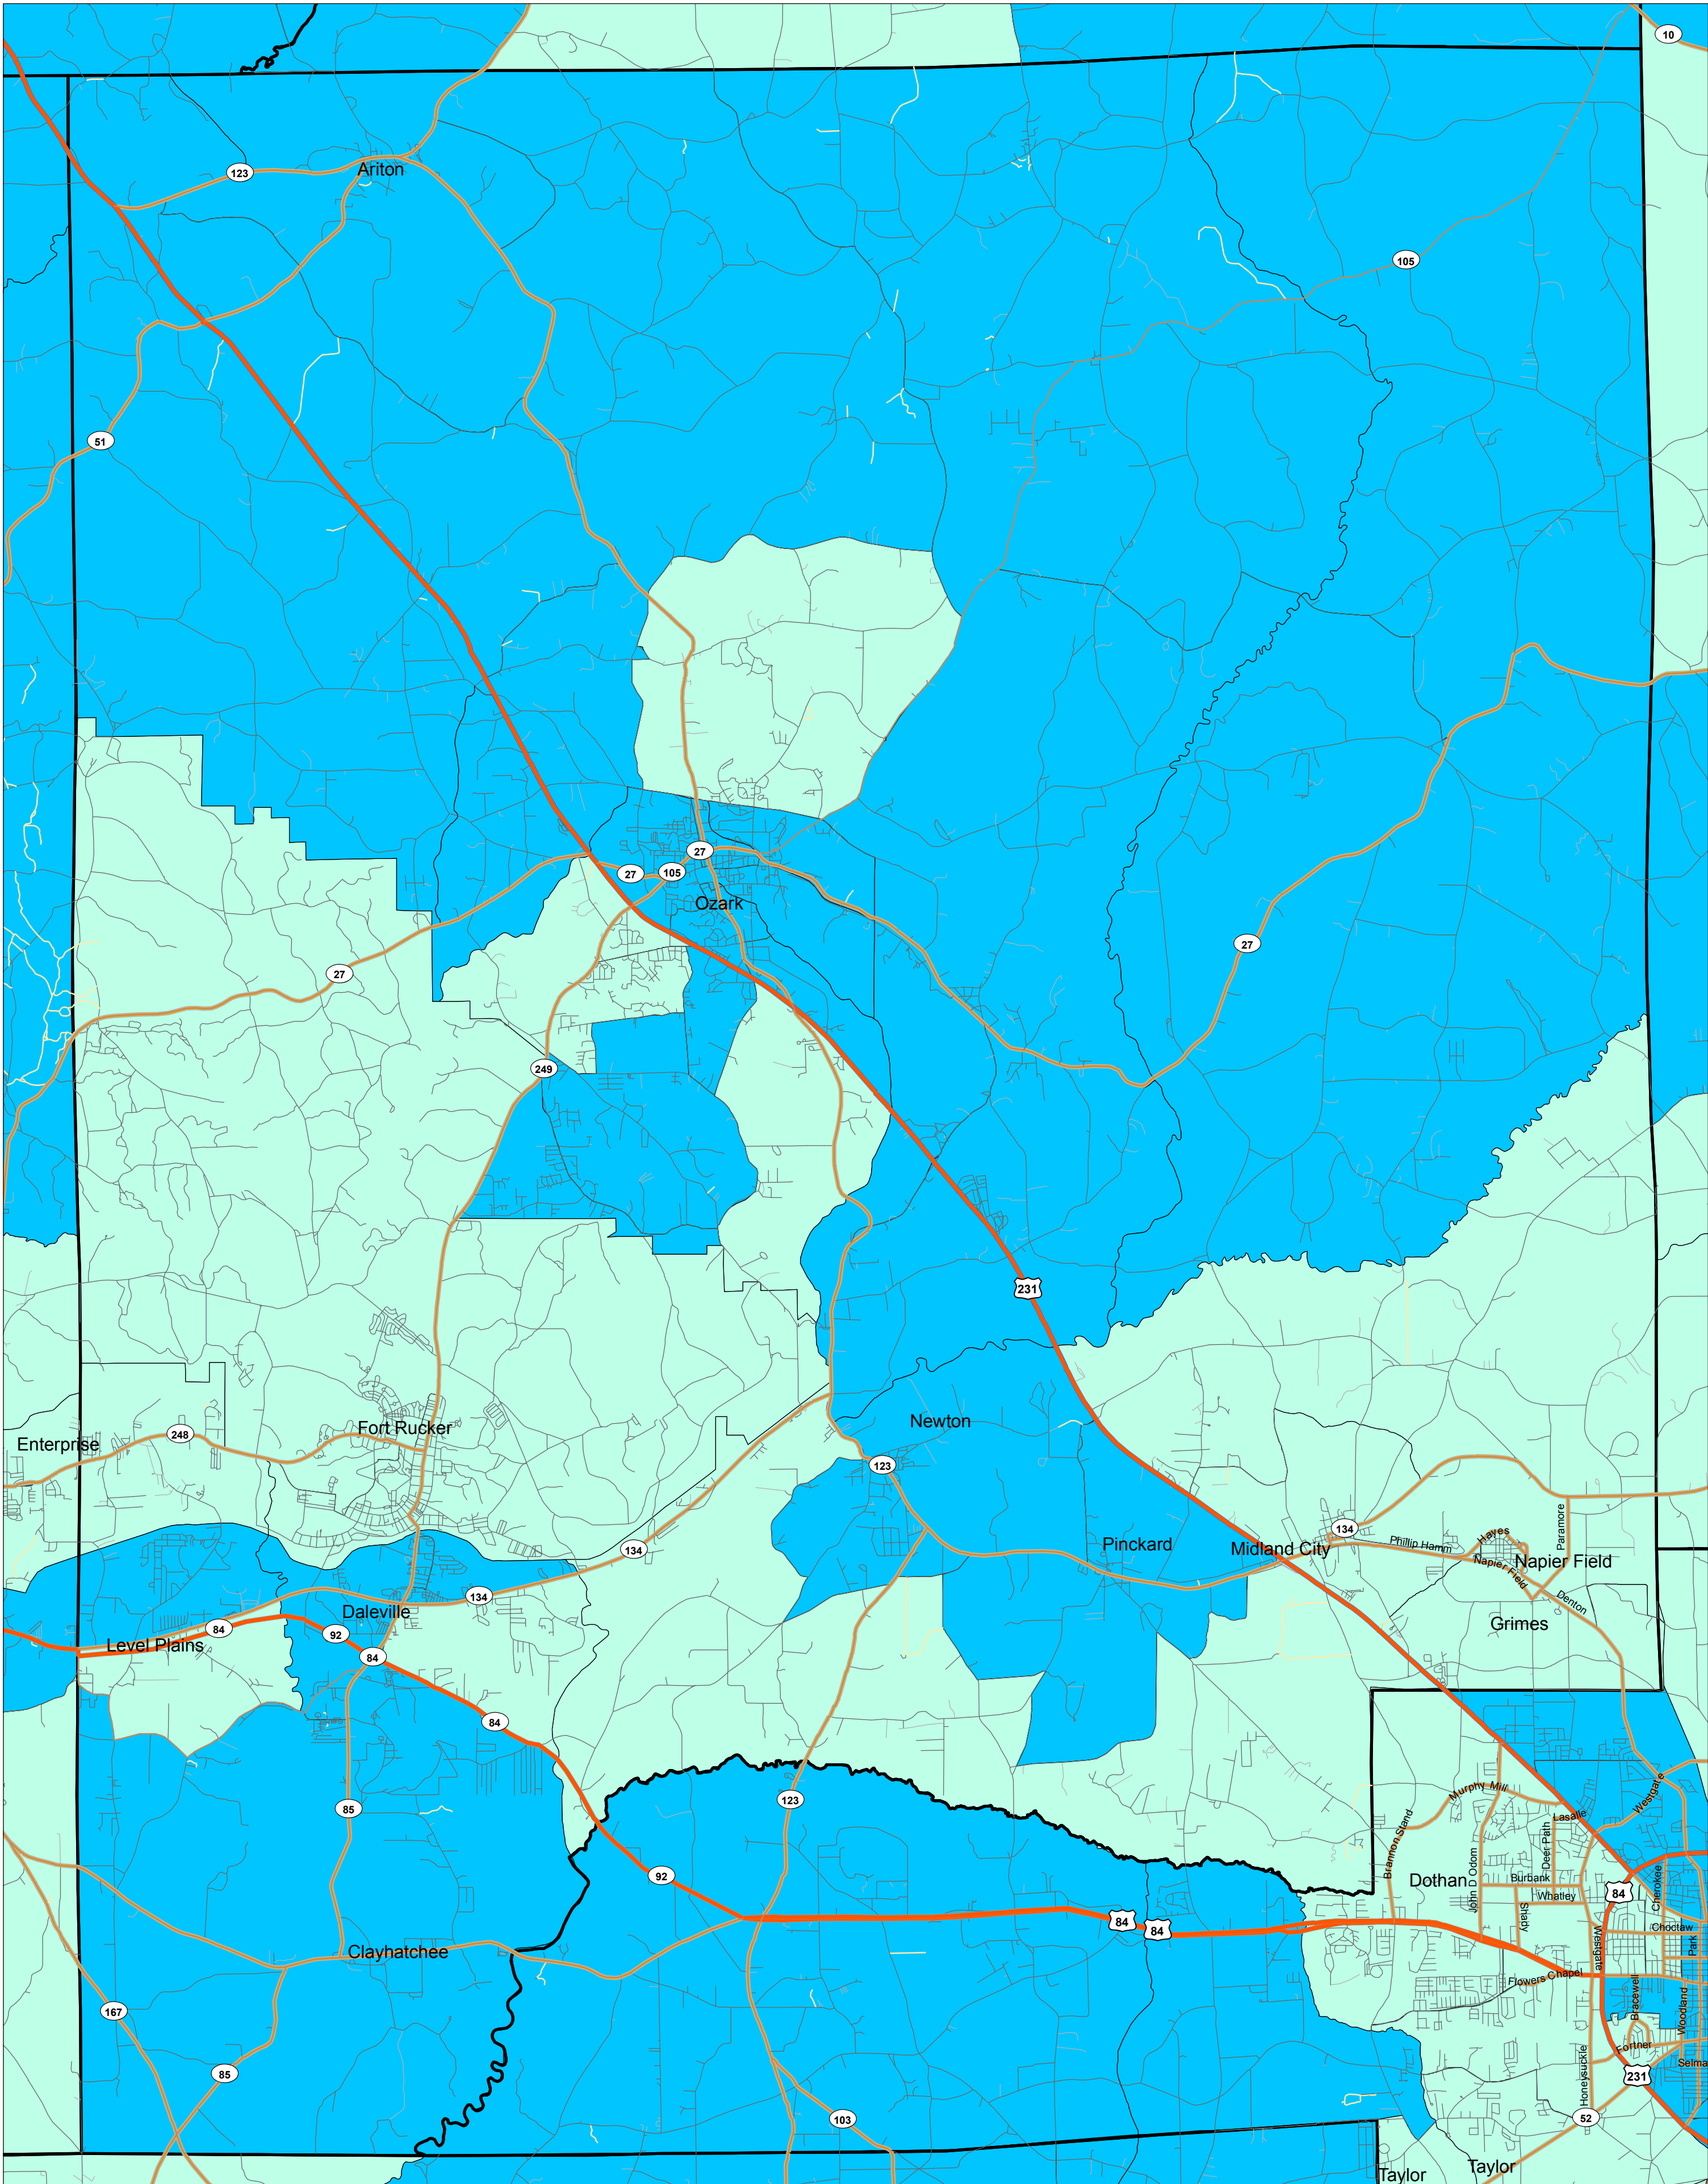 10
123
Ariton
105
51
27
27
105
Ozark
27
27
249
231
Newton
Fort Rucker
248
Enterprise
123
134
134
Pinckard
Midland City
Phillip Hamm
Hayes
Paramore
Napier Field
Napier Field
Denton
Grimes
134
Daleville
84
92
Level Plains
84
84
85
123
Murphy Mill
Westgate
Lasalle
Brannon Stand
Deer Path
John D Odom
Dothan
Burbank
Whatley
Cherokee
84
92
Shady
84
84
Choctaw
Park
Westgate
Clayhatchee
Flowers Chapel
Bracewell
Woodland
167
85
Fortner
Selma
Honeysuckle
231
103
52
Taylor
Taylor